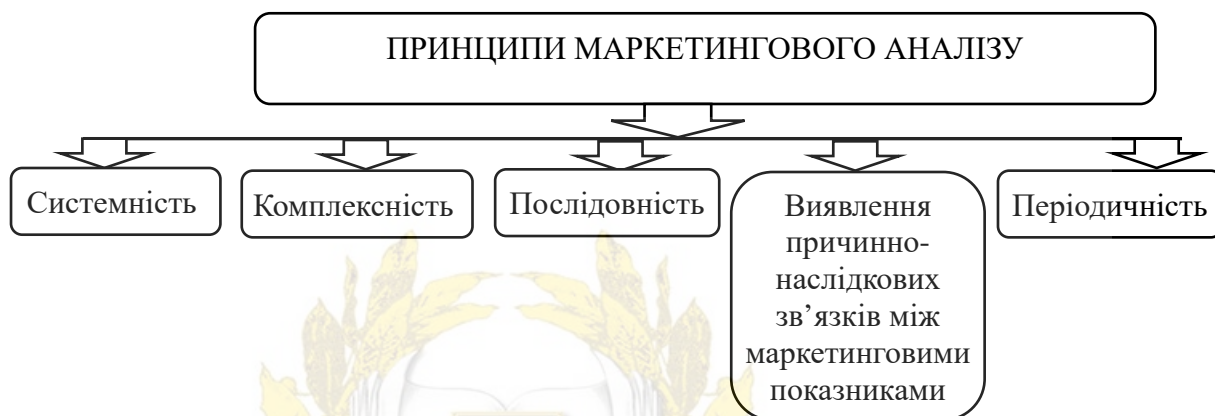 ПРИНЦИПИ МАРКЕТИНГОВОГО АНАЛІЗУ
Системність
Комплексність
Послідовність
Виявлення
причинно-
наслідкових
зв’язків між
маркетинговими
показниками
Періодичність